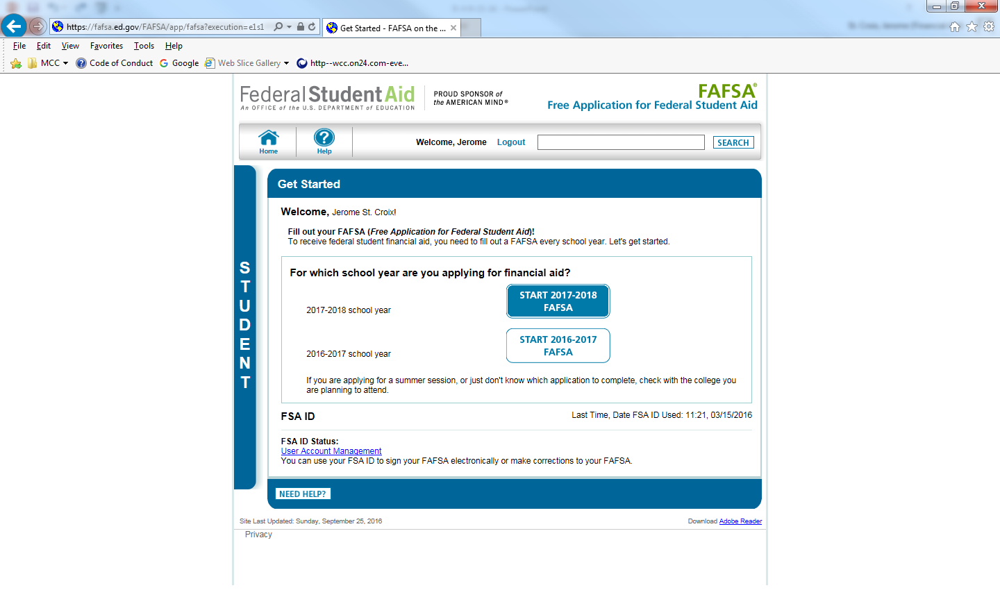 https://fafsa.ed.gov/FAFSA/app/fafsa?execution=e1s1
Get Started - FAFSA on the ...
File Edit View Favorites Tools Help
MCC Code of Conduct Google Web Slice Gallery http--wcc.on24.com-eve...
Federal Student Aid
An OFFICE of the U.S. DEPARTMENT of EDUCATION
PROUD SPONSOR of
the AMERICAN MIND®
FAFSA®
Free Application for Federal Student Aid
Home
Help
Welcome, Jerome Logout
SEARCH
STUDENT
Get Started
Welcome, Jerome St. Croix!
Fill out your FAFSA (Free Application for Federal Student Aid)!
To receive federal student financial aid, you need to fill out a FAFSA every school year. Let's get started.
For which school year are you applying for financial aid?
2017-2018 school year
START 2017-2018
FAFSA
2016-2017 school year
START 2016-2017
FAFSA
If you are applying for a summer session, or just don't know which application to complete, check with the college you
are planning to attend.
FSA ID
Last Time, Date FSA ID Used: 11:21, 03/15/2016
FSA ID Status:
User Account Management
You can use your FSA ID to sign your FAFSA electronically or make corrections to your FAFSA.
NEED HELP?
Site Last Updated: Sunday, September 25, 2016
Download Adobe Reader
Privacy